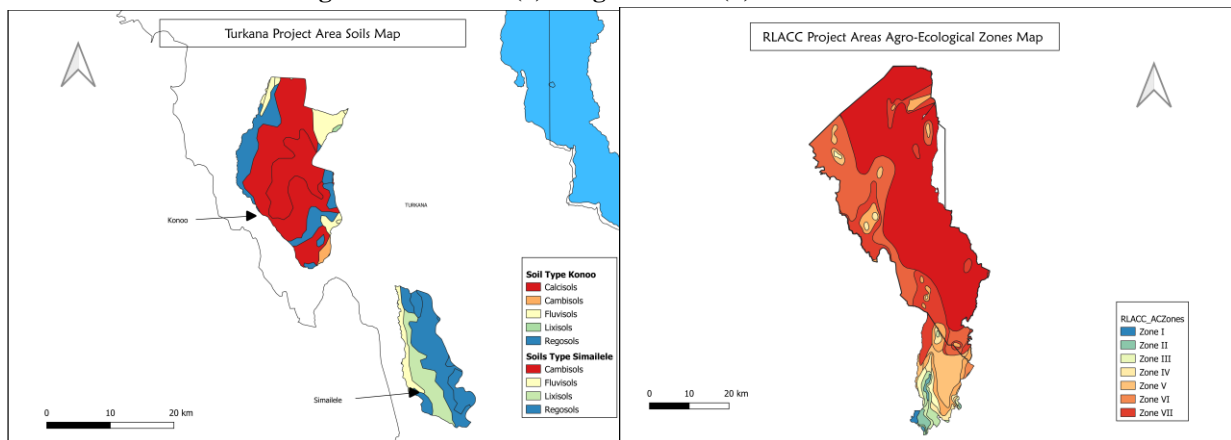 Turkana Project Area Soils Map
Konoo
TURKANA
Simailele
Soil Type Konoo
Calcisols
Cambisols
Fluvisols
Lixisols
Regosols
Soils Type Simailele
Cambisols
Fluvisols
Lixisols
Regosols
0 10 20 km
RLACC Project Areas Agro-Ecological Zones Map
RLACC_ACZones
Zone I
Zone II
Zone III
Zone IV
Zone V
Zone VI
Zone VII
0 10 20 km